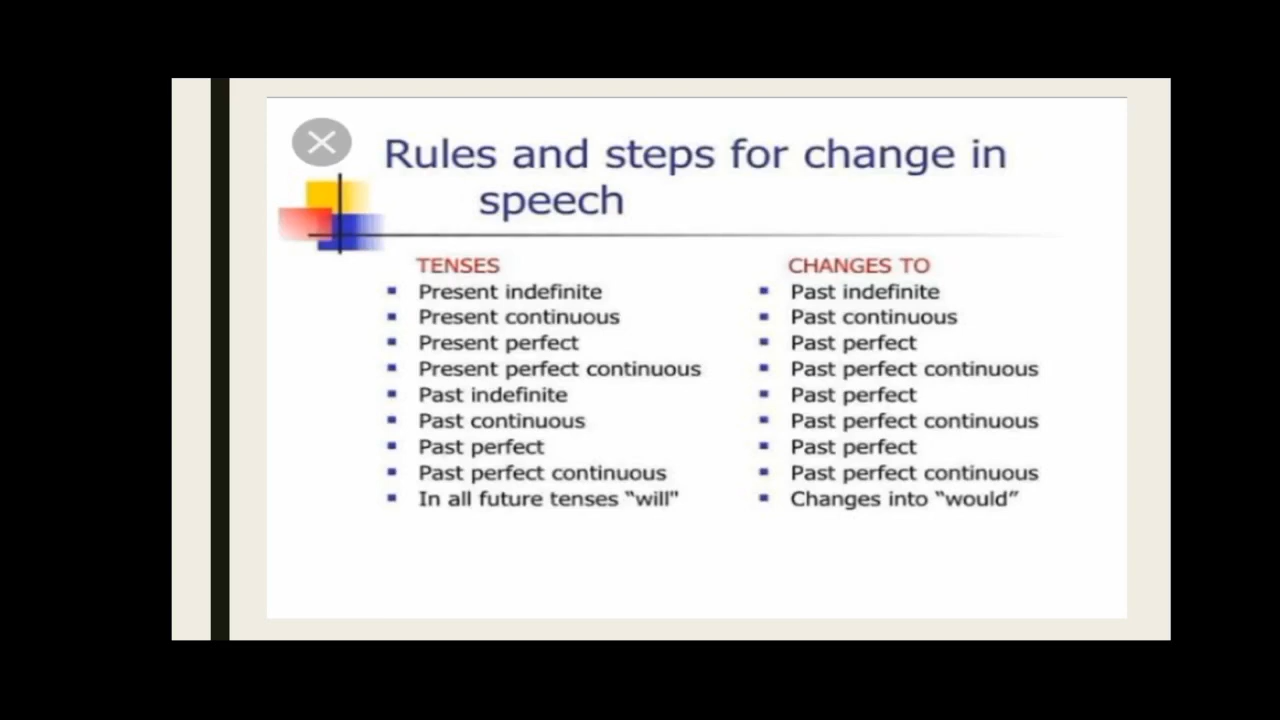 Rules and steps for change in
speech
TENSES CHANGES TO
Present indefinite Past indefinite
Present continuous Past continuous
Present perfect Past perfect
Present perfect continuous Past perfect continuous
Past indefinite Past perfect
Past continuous Past perfect continuous
Past perfect Past perfect
Past perfect continuous Past perfect continuous
In all future tenses “will" Changes into “would”